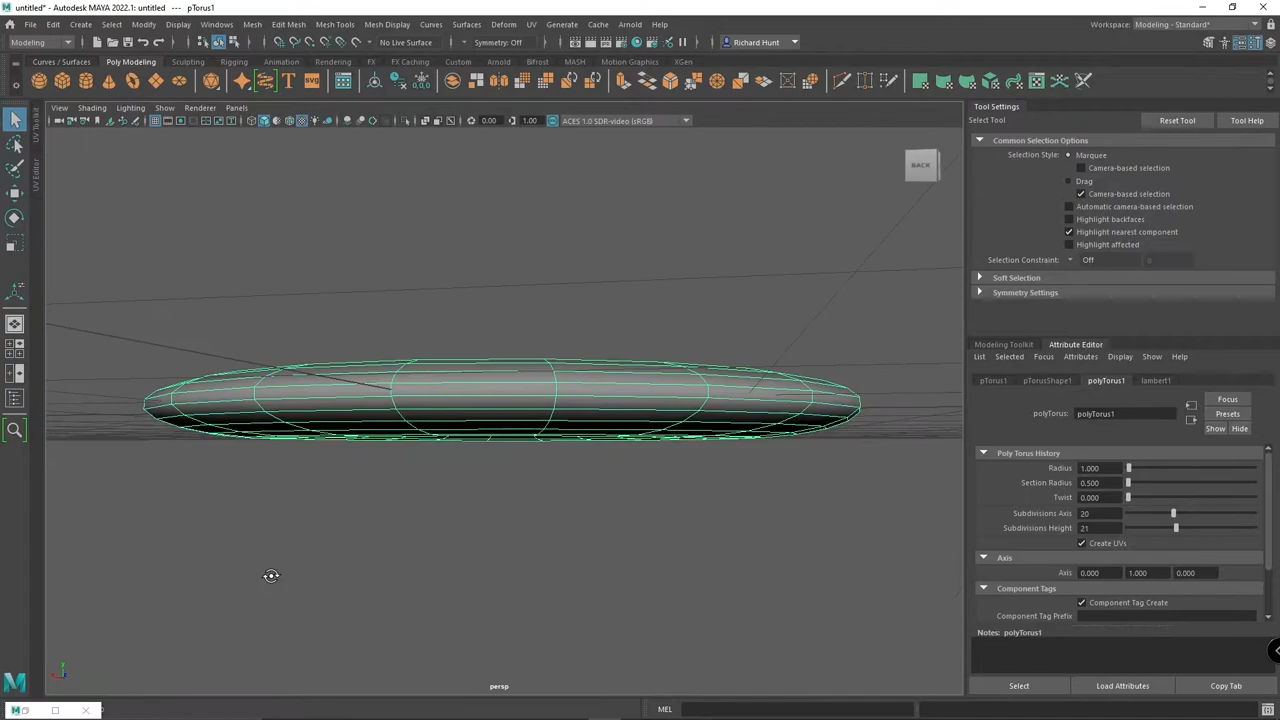 untitled* - Autodesk MAYA 2022.1: untitled --- pTorus1
File Edit Create Select Modify Display Windows Mesh Edit Mesh Mesh Tools Mesh Display Curves Surfaces Deform UV Generate Cache Arnold Help
Workspace: Modeling - Standard*
Modeling No Live Surface Symmetry: Off Richard Hunt
Curves / Surfaces Poly Modeling Sculpting Rigging Animation Rendering FX FX Caching Custom Arnold Bifrost MASH Motion Graphics XGen
View Shading Lighting Show Renderer Panels
0.00 1.00 ACES 1.0 SDR-video (sRGB)
UV Toolkit
UV Editor
BACK
persp
Tool Settings
Select Tool Reset Tool Tool Help
Common Selection Options
Selection Style: Marquee
Camera-based selection
Drag
Camera-based selection
Automatic camera-based selection
Highlight backfaces
Highlight nearest component
Highlight affected
Selection Constraint: Off
Soft Selection
Symmetry Settings
Modeling Toolkit Attribute Editor
List Selected Focus Attributes Display Show Help
pTorus1 pTorusShape1 polyTorus1 lambert1
Focus
polyTorus: polyTorus1 Presets
Show Hide
Poly Torus History
Radius 1.000
Section Radius 0.500
Twist 0.000
Subdivisions Axis 20
Subdivisions Height 21
Create UVs
Axis
Axis 0.000 1.000 0.000
Component Tags
Component Tag Create
Component Tag Prefix
Notes: polyTorus1
Select Load Attributes Copy Tab
MEL